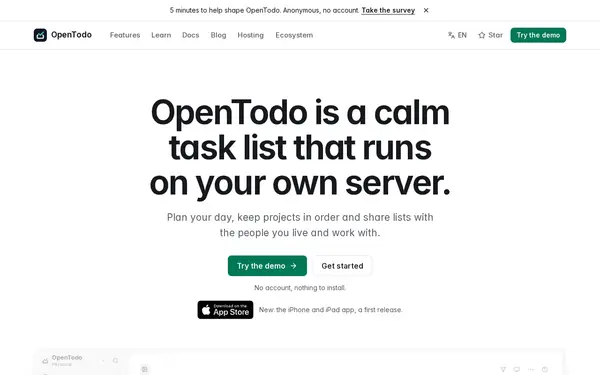 5 minutes to help shape OpenTodo. Anonymous, no account. Take the survey
OpenTodo Features Learn Docs Blog Hosting Ecosystem EN Star Try the demo
OpenTodo is a calm
task list that runs
on your own server.
Plan your day, keep projects in order and share lists with
the people you live and work with.
Try the demo → Get started
No account, nothing to install.
Download on the
App Store
New: the iPhone and iPad app, a first release.
OpenTodo
Personal